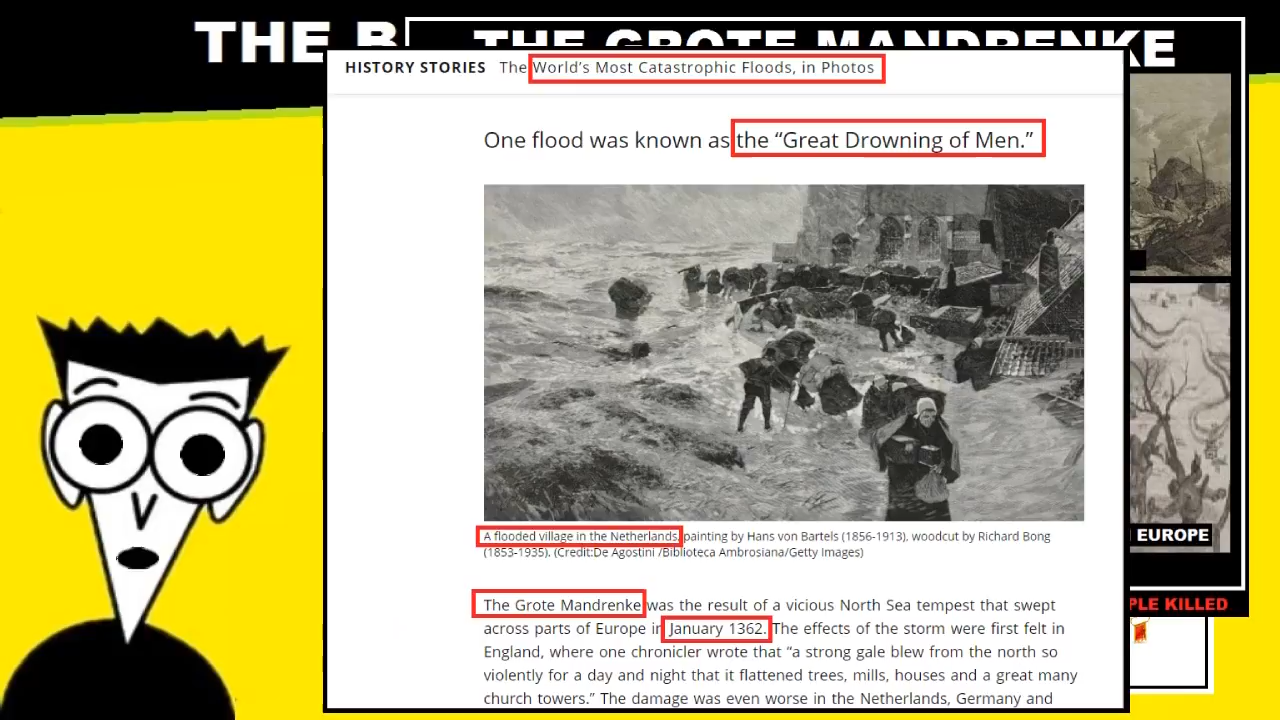 THE B
THE GROTE MANDRENKE
HISTORY STORIES The World's Most Catastrophic Floods, in Photos
One flood was known as the “Great Drowning of Men.”
A flooded village in the Netherlands, painting by Hans von Bartels (1856-1913), woodcut by Richard Bong
(1853-1935). (Credit:De Agostini /Biblioteca Ambrosiana/Getty Images)
EUROPE
The Grote Mandrenke was the result of a vicious North Sea tempest that swept
across parts of Europe in January 1362. The effects of the storm were first felt in
England, where one chronicler wrote that “a strong gale blew from the north so
violently for a day and night that it flattened trees, mills, houses and a great many
church towers.” The damage was even worse in the Netherlands, Germany and
PLE KILLED